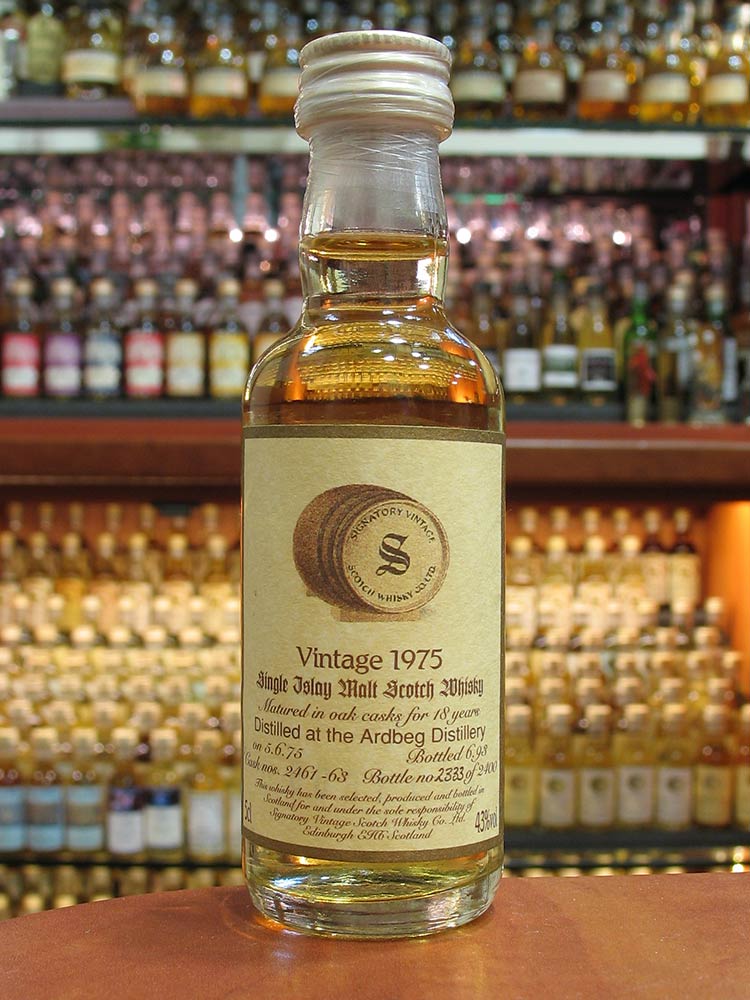 SIGNATORY VINTAGE
S
SCOTCH WHISKY CO. LTD.
Vintage 1975
Single Islay Malt Scotch Whisky
Matured in oak casks for 18 years
Distilled at the Ardbeg Distillery
on 5.6.75 Bottled 6.93
Cask nos. 2461-63 Bottle no 2333 of 2400
This whisky has been selected, produced and bottled in
Scotland for and under the sole responsibility of
Signatory Vintage Scotch Whisky Co. Ltd.
Edinburgh EH6 Scotland
5cl
43%vol